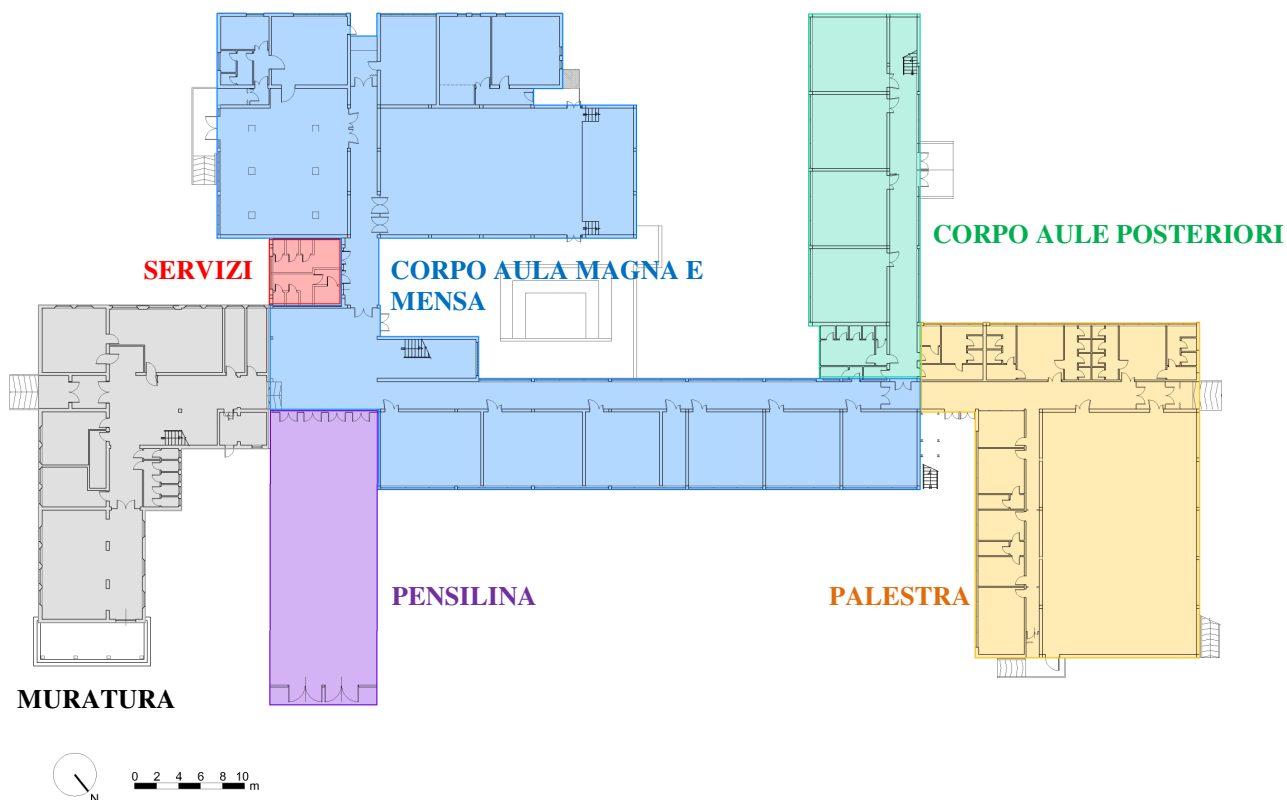 CORPO AULE POSTERIORI
SERVIZI
CORPO AULA MAGNA E
MENSA
PENSILINA
PALESTRA
MURATURA
N
0 2 4 6 8 10
m